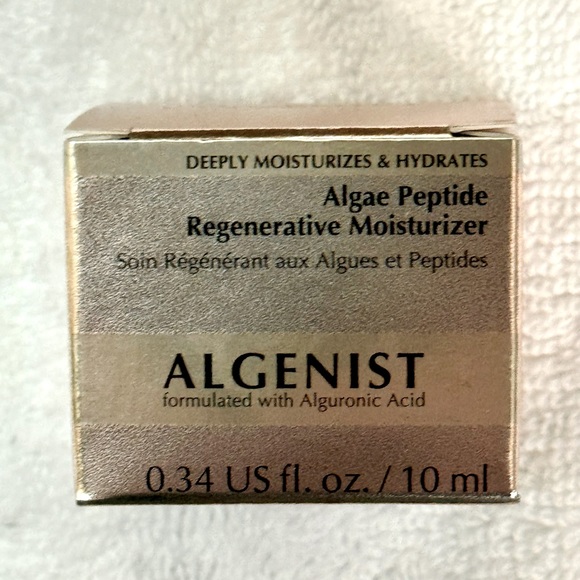 DEEPLY MOISTURIZES & HYDRATES
Algae Peptide
Regenerative Moisturizer
Soin Régénérant aux Algues et Peptides
ALGENIST
formulated with Alguronic Acid
0.34 US fl. oz. / 10 ml